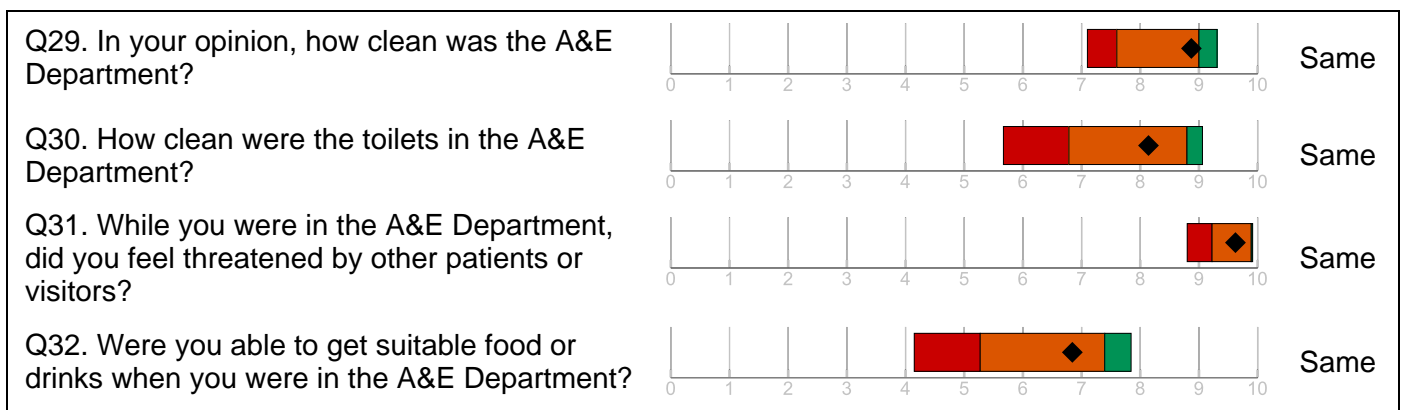 Q29. In your opinion, how clean was the A&E
Department?
0 1 2 3 4 5 6 7 8 9 10
Same
Q30. How clean were the toilets in the A&E
Department?
0 1 2 3 4 5 6 7 8 9 10
Same
Q31. While you were in the A&E Department,
did you feel threatened by other patients or
visitors?
0 1 2 3 4 5 6 7 8 9 10
Same
Q32. Were you able to get suitable food or
drinks when you were in the A&E Department?
0 1 2 3 4 5 6 7 8 9 10
Same